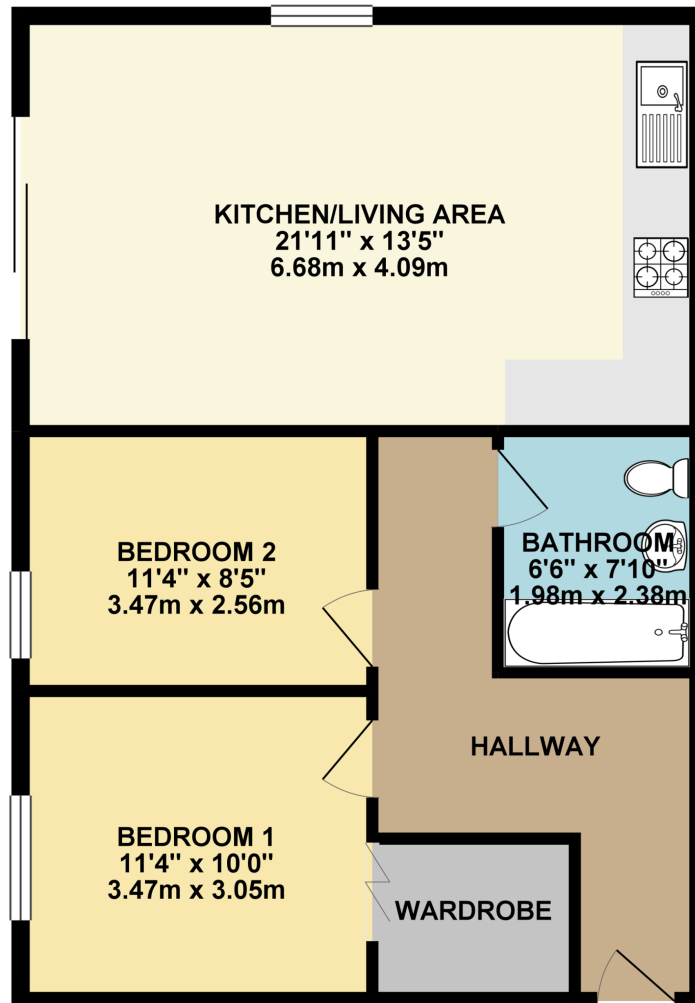 KITCHEN/LIVING AREA
21'11" x 13'5"
6.68m x 4.09m
BEDROOM 2
11'4" x 8'5"
3.47m x 2.56m
BATHROOM
6'6" x 7'10"
1.98m x 2.38m
HALLWAY
BEDROOM 1
11'4" x 10'0"
3.47m x 3.05m
WARDROBE